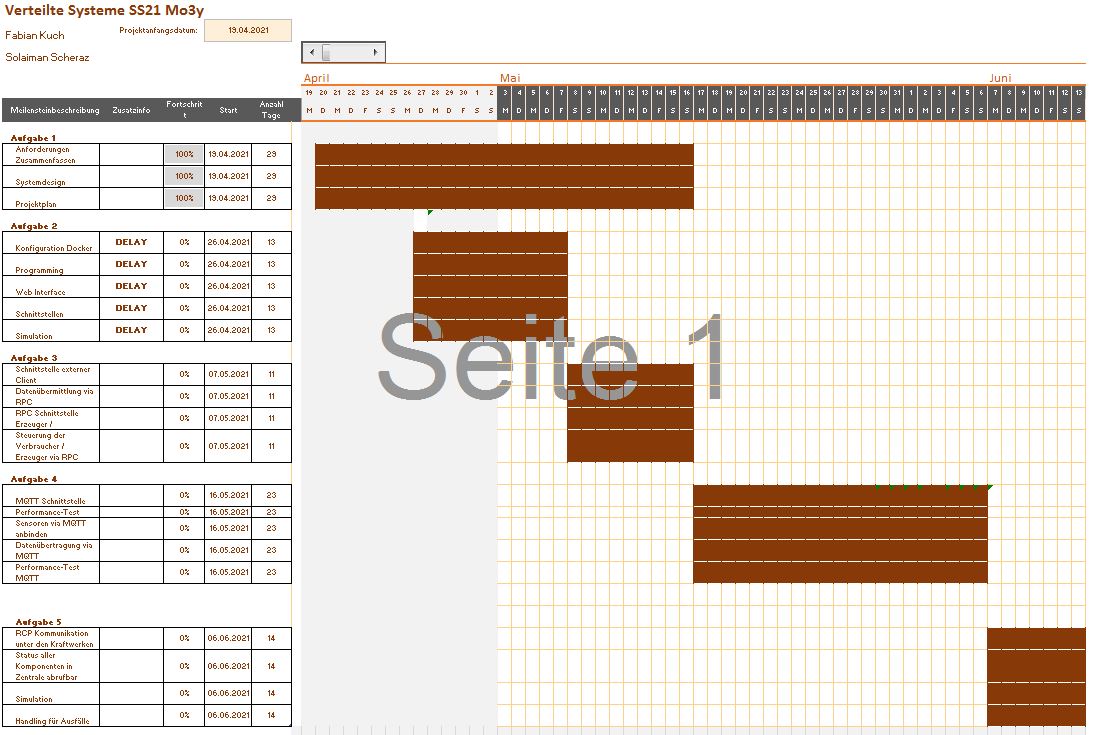 Verteilte Systeme SS21 Mo3y
Fabian Kuch
Projektanfangsdatum: 19.04.2021
Solaiman Scheraz
April Mai Juni
19 20 21 22 23 24 25 26 27 28 29 30 1 2 3 4 5 6 7 8 9 10 11 12 13 14 15 16 17 18 19 20 21 22 23 24 25 26 27 28 29 30 31 1 2 3 4 5 6 7 8 9 10 11 12 13
Meilensteinbeschreibung Zusatzinfo Fortschrit
t Start Anzahl
Tage M D M D F S S M D M D F S S M D M D F S S M D M D F S S M D M D F S S M D M D F S S M D M D F S S M D M D F S S
Aufgabe 1
Anforderungen
Zusammenfassen 100% 19.04.2021 29
Systemdesign 100% 19.04.2021 29
Projektplan 100% 19.04.2021 29
Aufgabe 2
Konfiguration Docker DELAY 0% 26.04.2021 13
Programming DELAY 0% 26.04.2021 13
Web Interface DELAY 0% 26.04.2021 13
Schnittstellen DELAY 0% 26.04.2021 13
Simulation DELAY 0% 26.04.2021 13
Seite 1
Aufgabe 3
Schnittstelle externer
Client 0% 07.05.2021 11
Datenübermittlung via
RPC 0% 07.05.2021 11
RPC Schnittstelle
Erzeuger / 0% 07.05.2021 11
Steuerung der
Verbraucher /
Erzeuger via RPC 0% 07.05.2021 11
Aufgabe 4
MQTT Schnittstelle 0% 16.05.2021 23
Performance-Test 0% 16.05.2021 23
Sensoren via MQTT
anbinden 0% 16.05.2021 23
Datenübertragung via
MQTT 0% 16.05.2021 23
Performance-Test
MQTT 0% 16.05.2021 23
Aufgabe 5
RCP Kommunikation
unter den Kraftwerken 0% 06.06.2021 14
Status aller
Komponenten in
Zentrale abrufbar 0% 06.06.2021 14
Simulation 0% 06.06.2021 14
Handling für Ausfälle 0% 06.06.2021 14